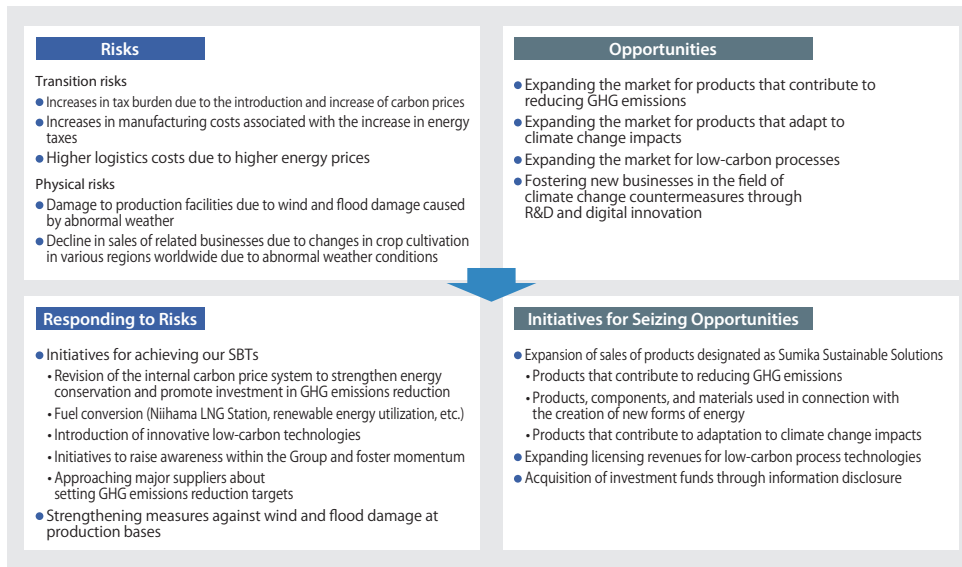 Risks
Transition risks
● Increases in tax burden due to the introduction and increase of carbon prices
● Increases in manufacturing costs associated with the increase in energy
taxes
● Higher logistics costs due to higher energy prices
Physical risks
● Damage to production facilities due to wind and flood damage caused
by abnormal weather
● Decline in sales of related businesses due to changes in crop cultivation
in various regions worldwide due to abnormal weather conditions
Opportunities
● Expanding the market for products that contribute to
reducing GHG emissions
● Expanding the market for products that adapt to
climate change impacts
● Expanding the market for low-carbon processes
● Fostering new businesses in the field of
climate change countermeasures through
R&D and digital innovation
Responding to Risks
● Initiatives for achieving our SBTs
• Revision of the internal carbon price system to strengthen energy
conservation and promote investment in GHG emissions reduction
• Fuel conversion (Niihama LNG Station, renewable energy utilization, etc.)
• Introduction of innovative low-carbon technologies
• Initiatives to raise awareness within the Group and foster momentum
• Approaching major suppliers about
setting GHG emissions reduction targets
● Strengthening measures against wind and flood damage at
production bases
Initiatives for Seizing Opportunities
● Expansion of sales of products designated as Sumika Sustainable Solutions
• Products that contribute to reducing GHG emissions
• Products, components, and materials used in connection with
the creation of new forms of energy
• Products that contribute to adaptation to climate change impacts
● Expanding licensing revenues for low-carbon process technologies
● Acquisition of investment funds through information disclosure